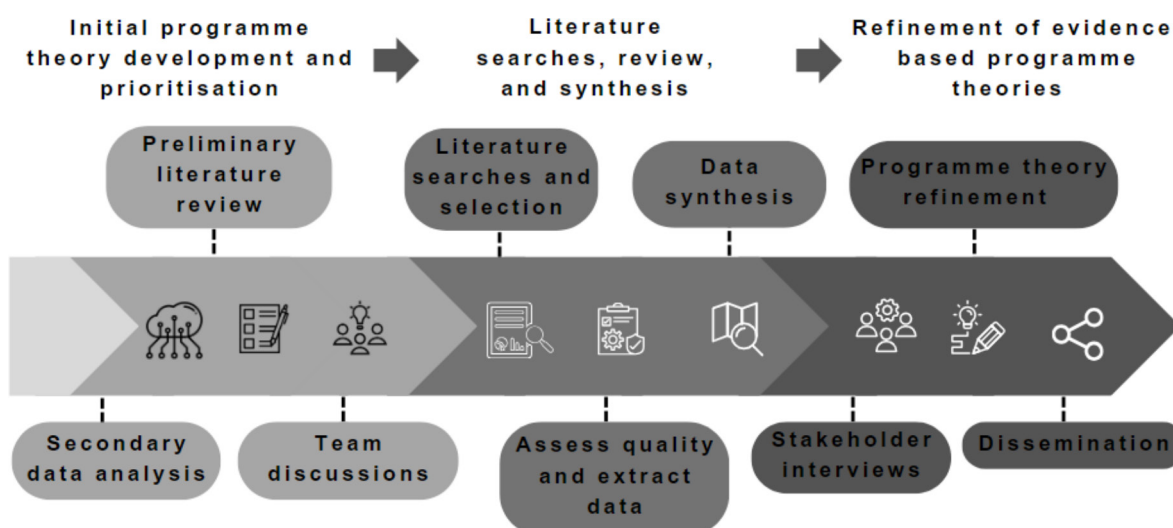 Initial programme
theory development and
prioritisation
Literature
searches, review,
and synthesis
Refinement of evidence
based programme
theories
Preliminary
literature
review
Literature
searches and
selection
Data
synthesis
Programme theory
refinement
Secondary
data analysis
Team
discussions
Assess quality
and extract
data
Stakeholder
interviews
Dissemination